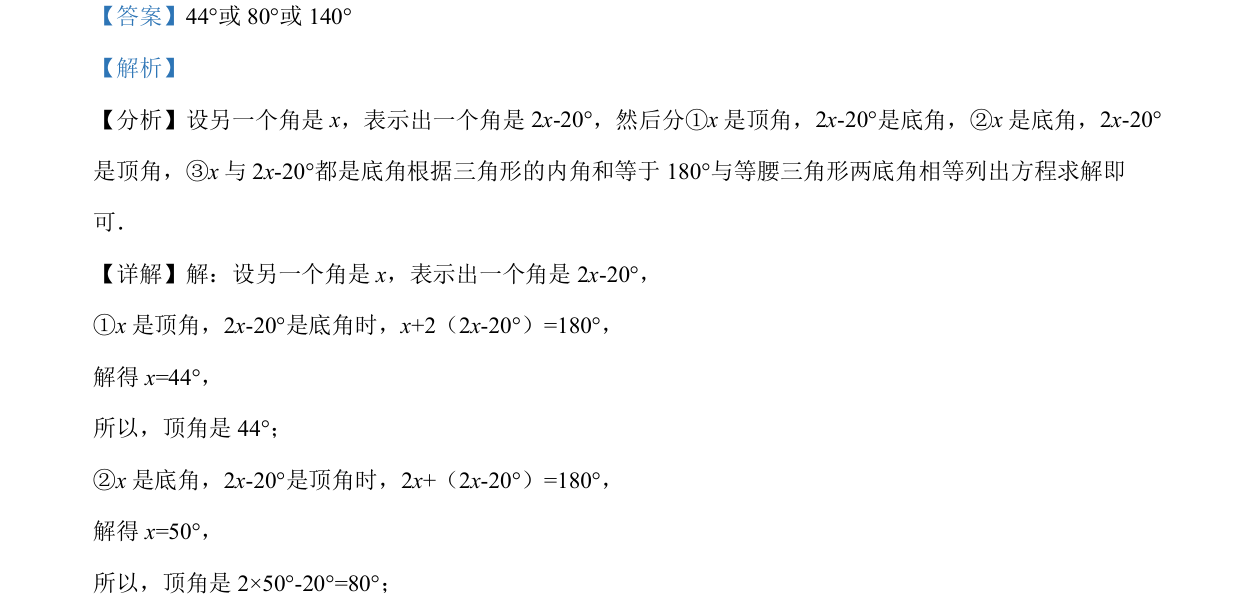 【答案】44°或 80°或 140°
【解析】
【分析】设另一个角是 x，表示出一个角是 2x-20°，然后分①x 是顶角，2x-20°是底角，②x 是底角，2x-20°
是顶角，③x 与 2x-20°都是底角根据三角形的内角和等于 180°与等腰三角形两底角相等列出方程求解即
可．
【详解】解：设另一个角是 x，表示出一个角是 2x-20°，
①x 是顶角，2x-20°是底角时，x+2（2x-20°）=180°，
解得 x=44°，
所以，顶角是 44°；
②x 是底角，2x-20°是顶角时，2x+（2x-20°）=180°，
解得 x=50°，
所以，顶角是 2×50°-20°=80°；